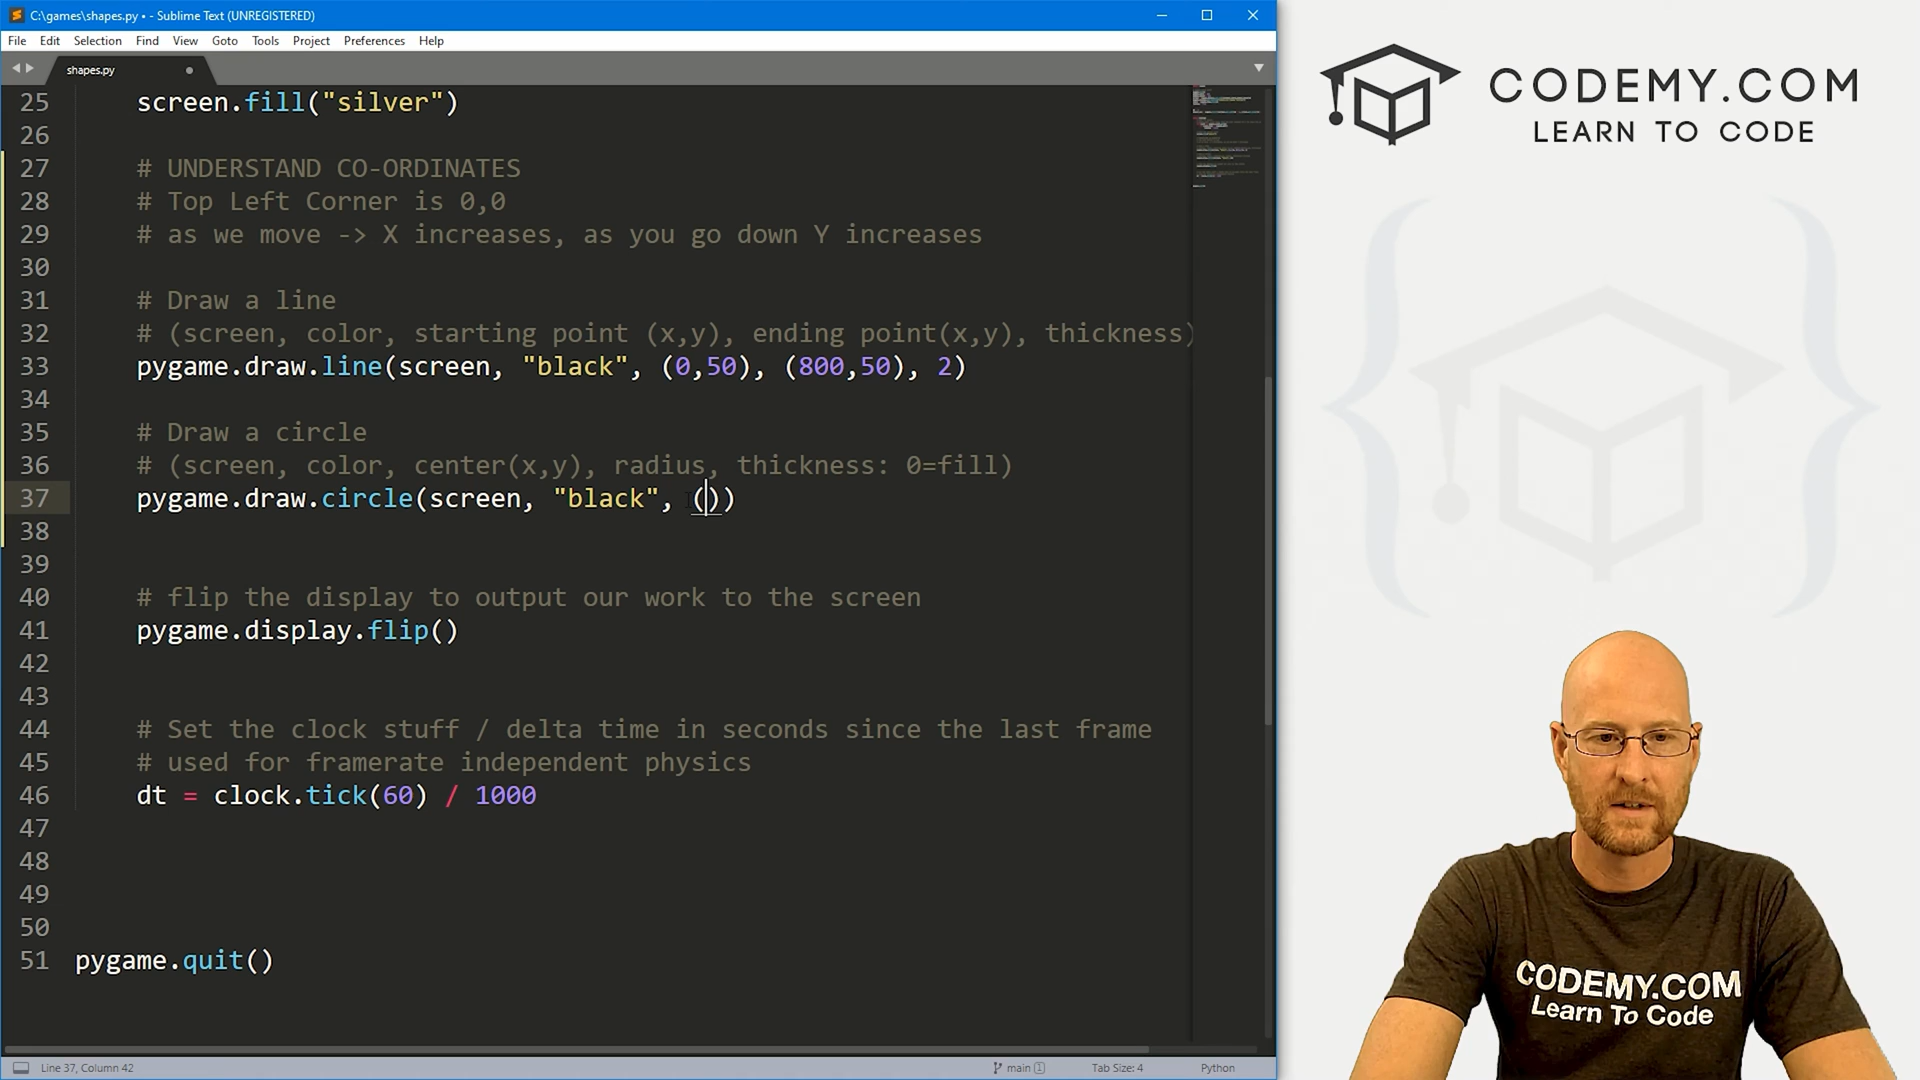 C:\games\shapes.py • - Sublime Text (UNREGISTERED)
File Edit Selection Find View Goto Tools Project Preferences Help
shapes.py
25 screen.fill("silver")
26
27 # UNDERSTAND CO-ORDINATES
28 # Top Left Corner is 0,0
29 # as we move -> X increases, as you go down Y increases
30
31 # Draw a line
32 # (screen, color, starting point (x,y), ending point(x,y), thickness)
33 pygame.draw.line(screen, "black", (0,50), (800,50), 2)
34
35 # Draw a circle
36 # (screen, color, center(x,y), radius, thickness: 0=fill)
37 pygame.draw.circle(screen, "black", ())
38
39
40 # flip the display to output our work to the screen
41 pygame.display.flip()
42
43
44 # Set the clock stuff / delta time in seconds since the last frame
45 # used for framerate independent physics
46 dt = clock.tick(60) / 1000
47
48
49
50
51 pygame.quit()
Line 37, Column 42 main 1 Tab Size: 4 Python
CODEMY.COM
LEARN TO CODE
CODEMY.COM
Learn To Code